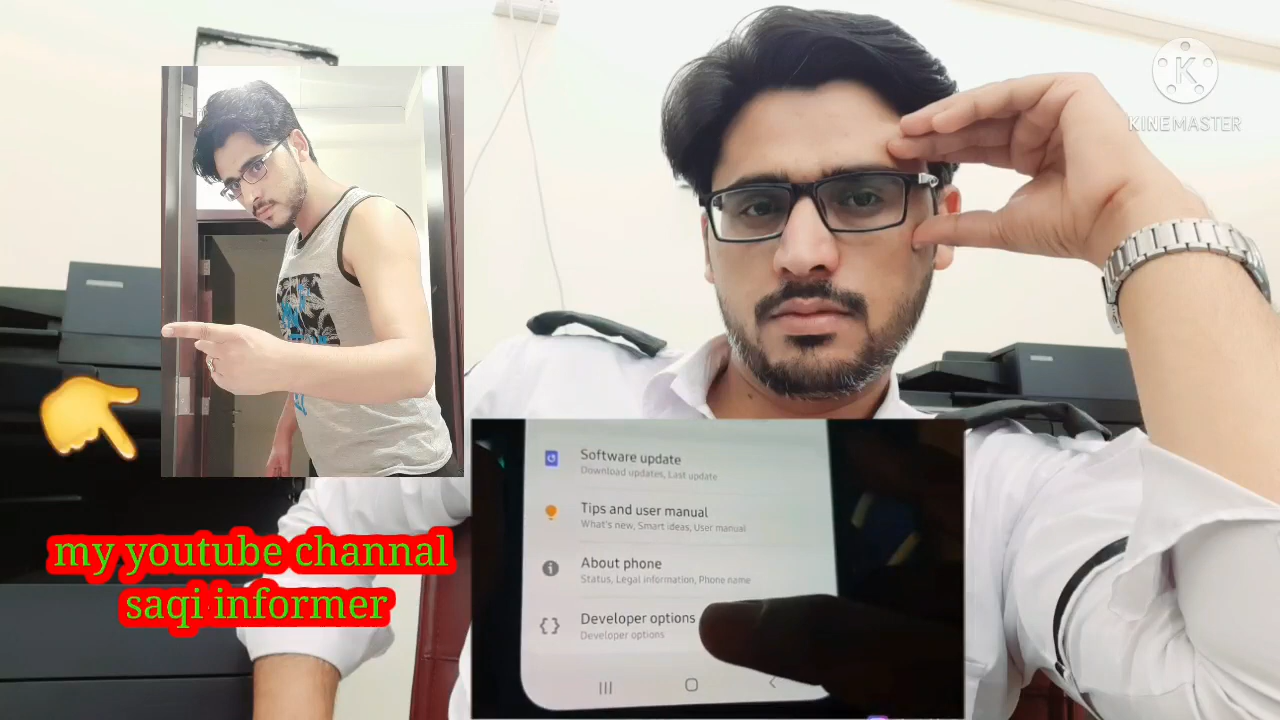 KINEMASTER
Software update
Download updates, Last update
Tips and user manual
What's new, Smart ideas, User manual
About phone
Status, Legal information, Phone name
Developer options
Developer options
my youtube channal
saqi informer